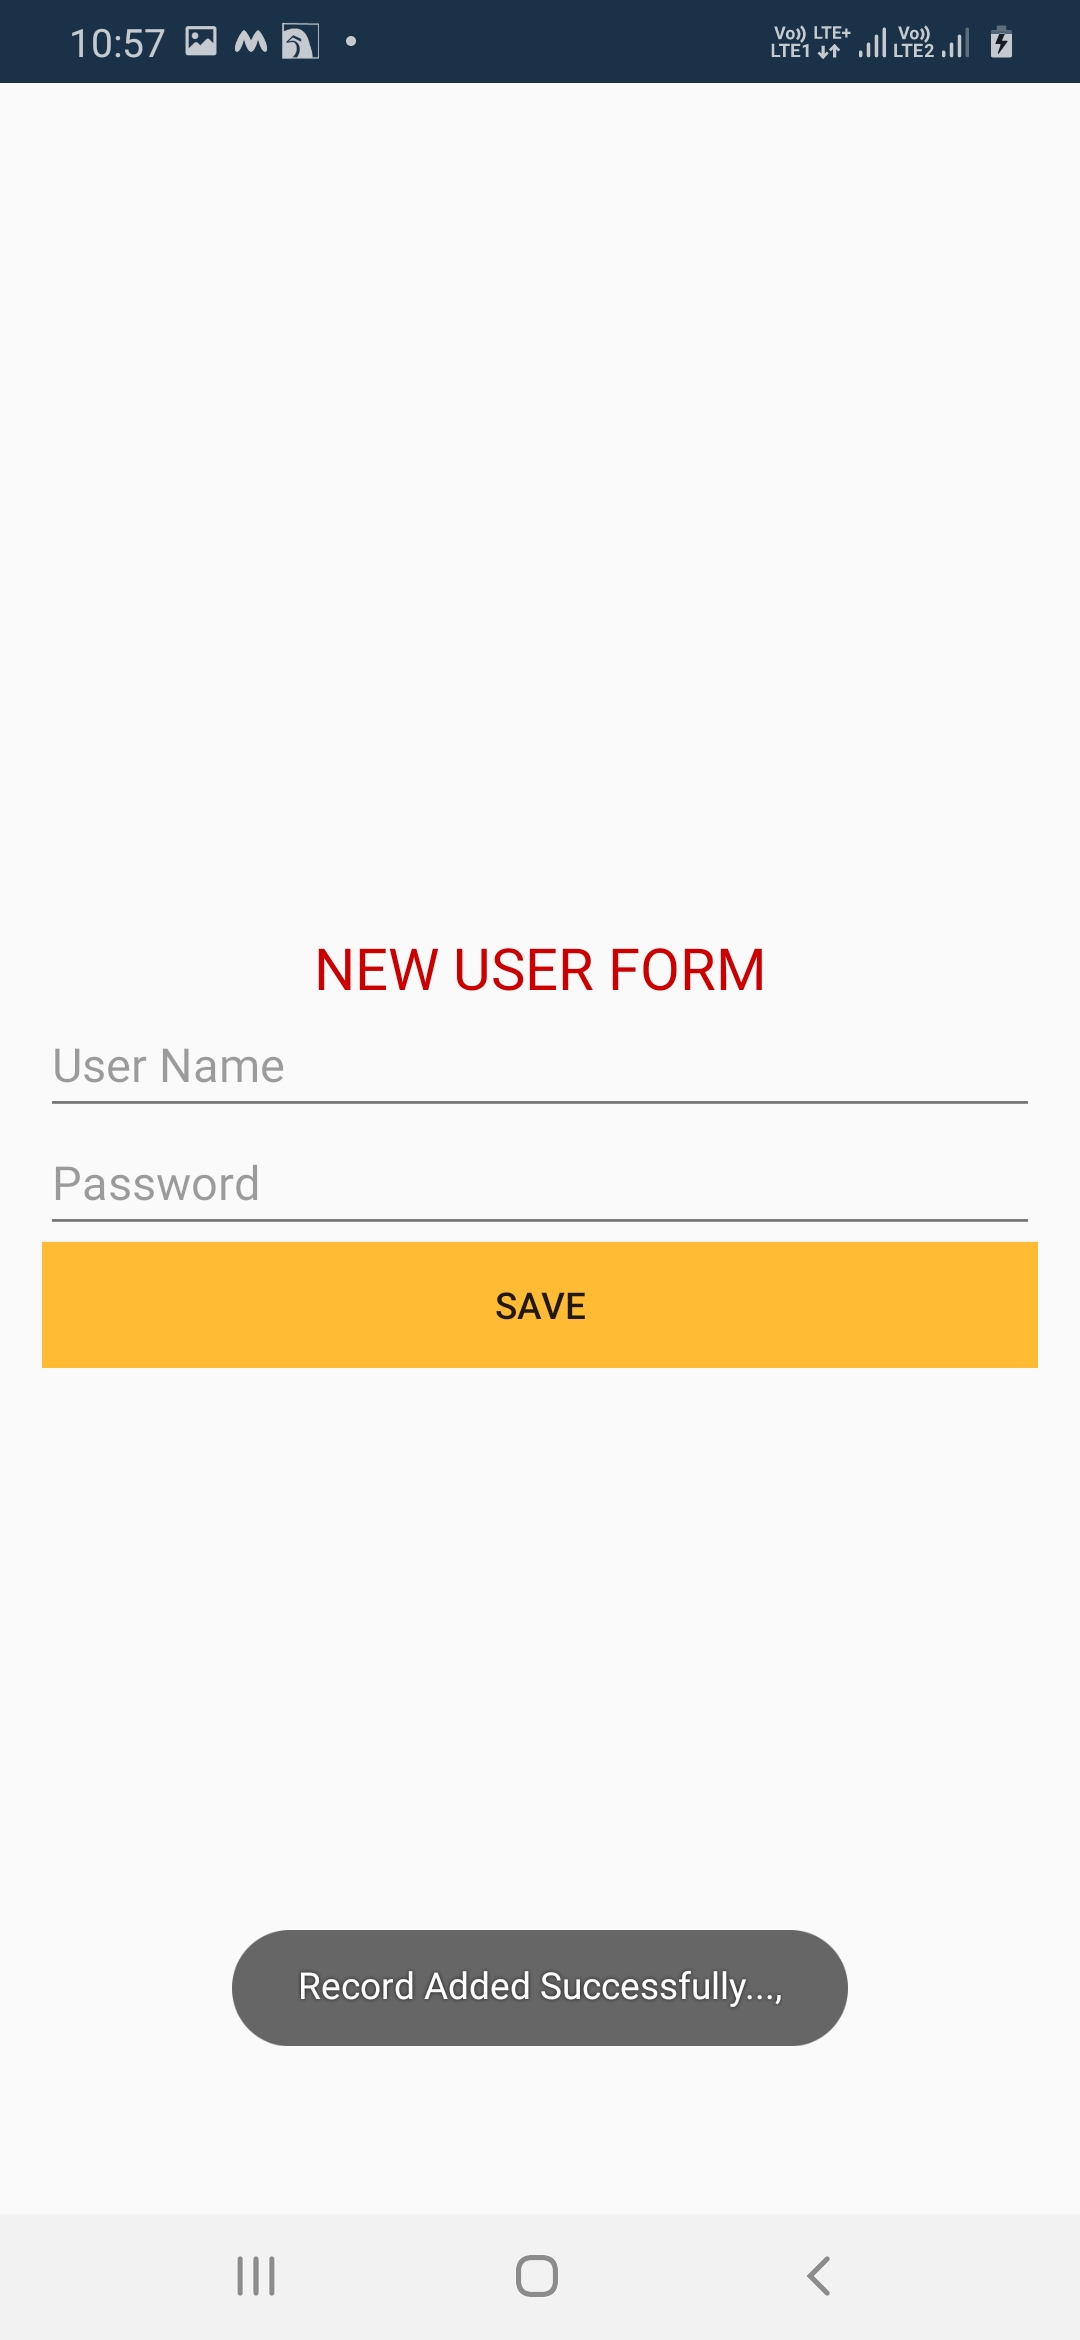 10:57
Vo)) LTE+ Vo))
LTE1 LTE2
NEW USER FORM
User Name
Password
SAVE
Record Added Successfully...,